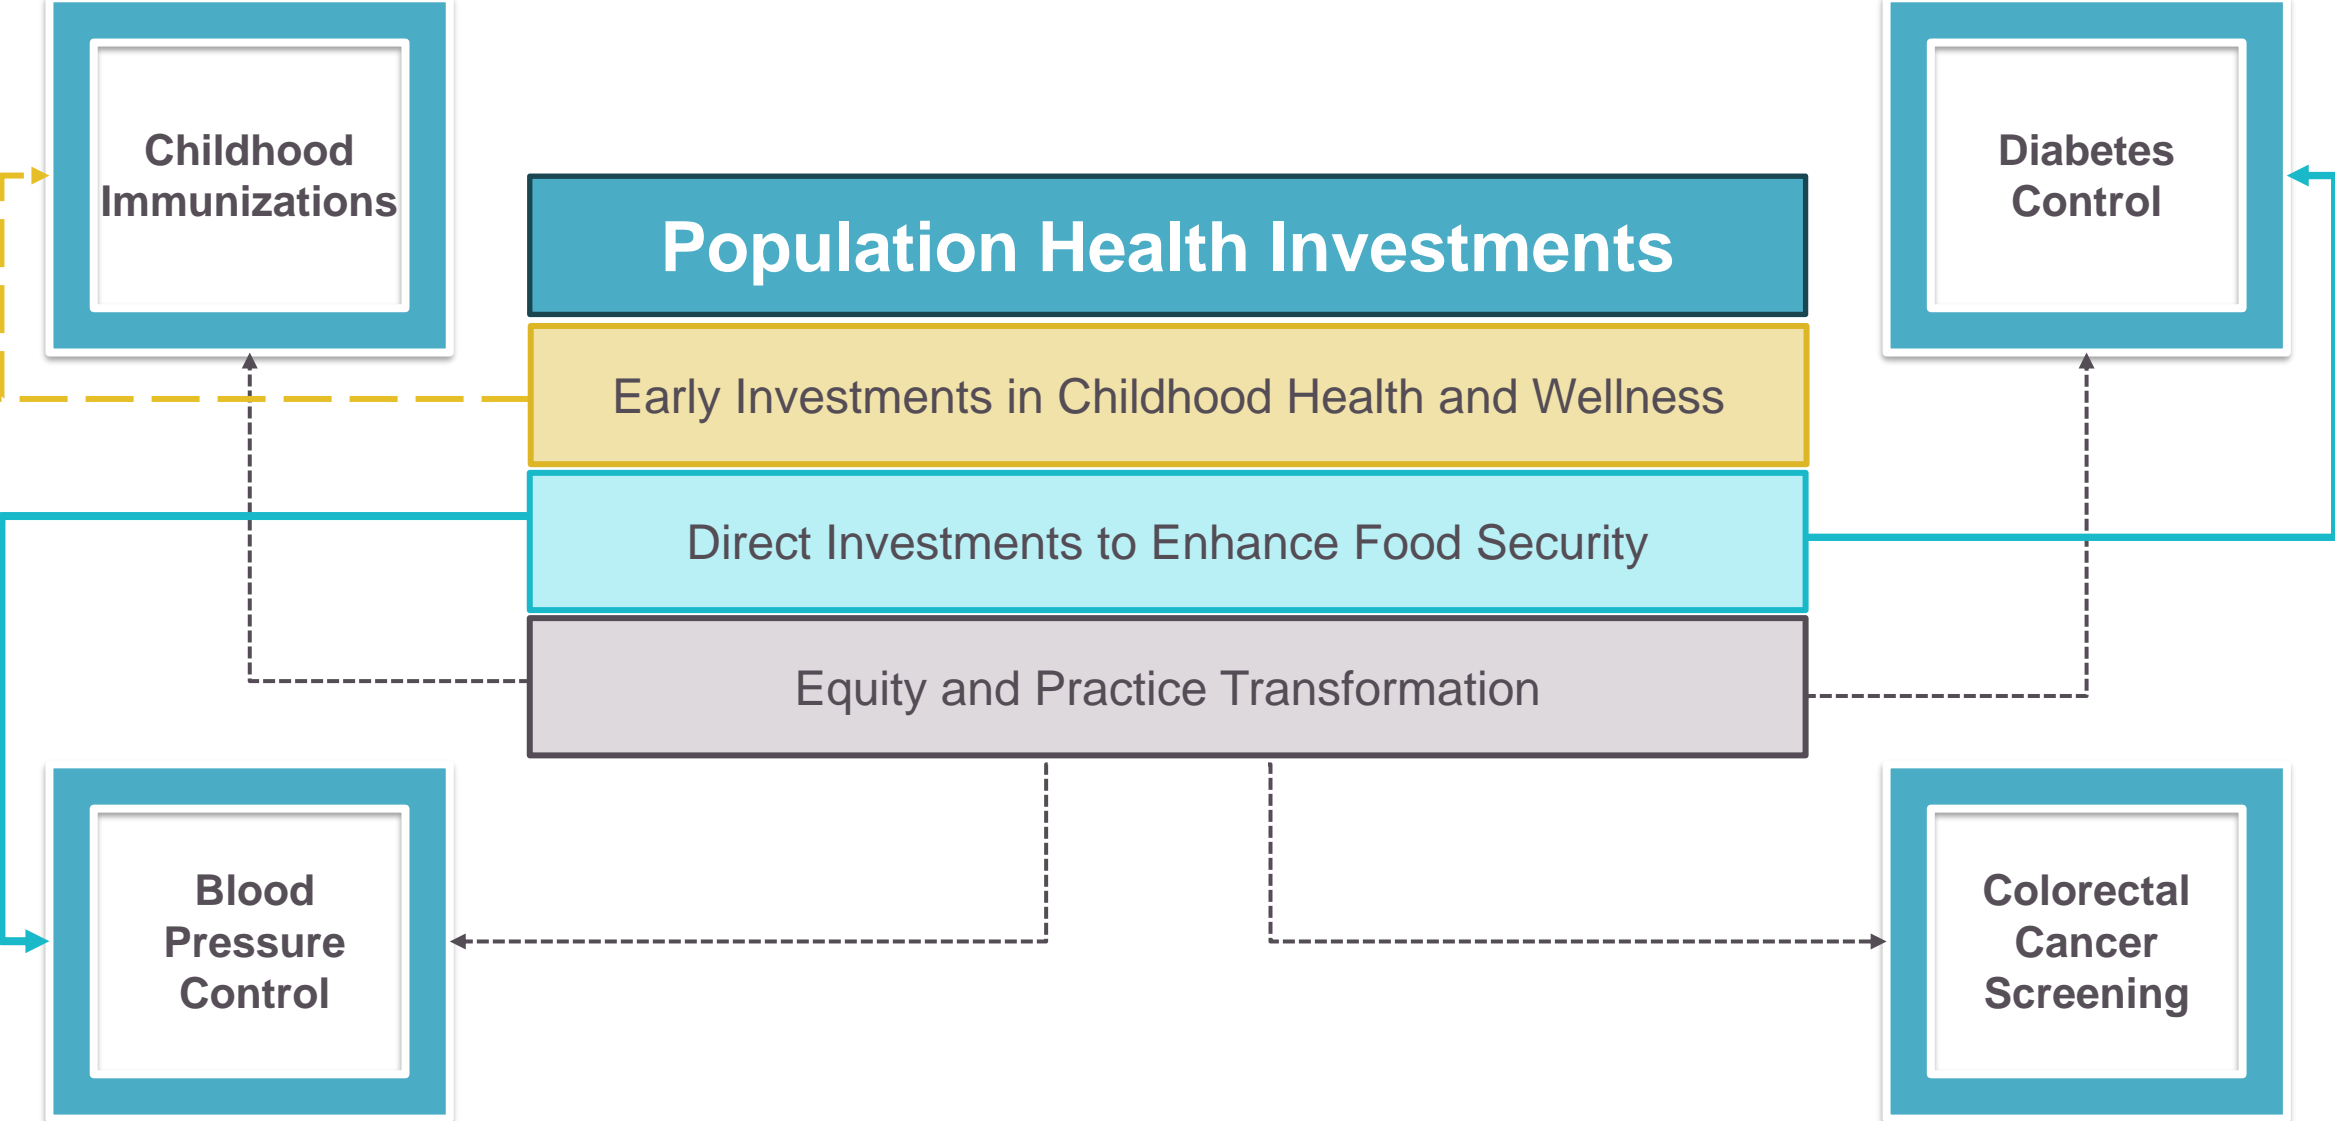 Childhood
Immunizations
Diabetes
Control
Population Health Investments
Early Investments in Childhood Health and Wellness
Direct Investments to Enhance Food Security
Equity and Practice Transformation
Blood
Pressure
Control
Colorectal
Cancer
Screening